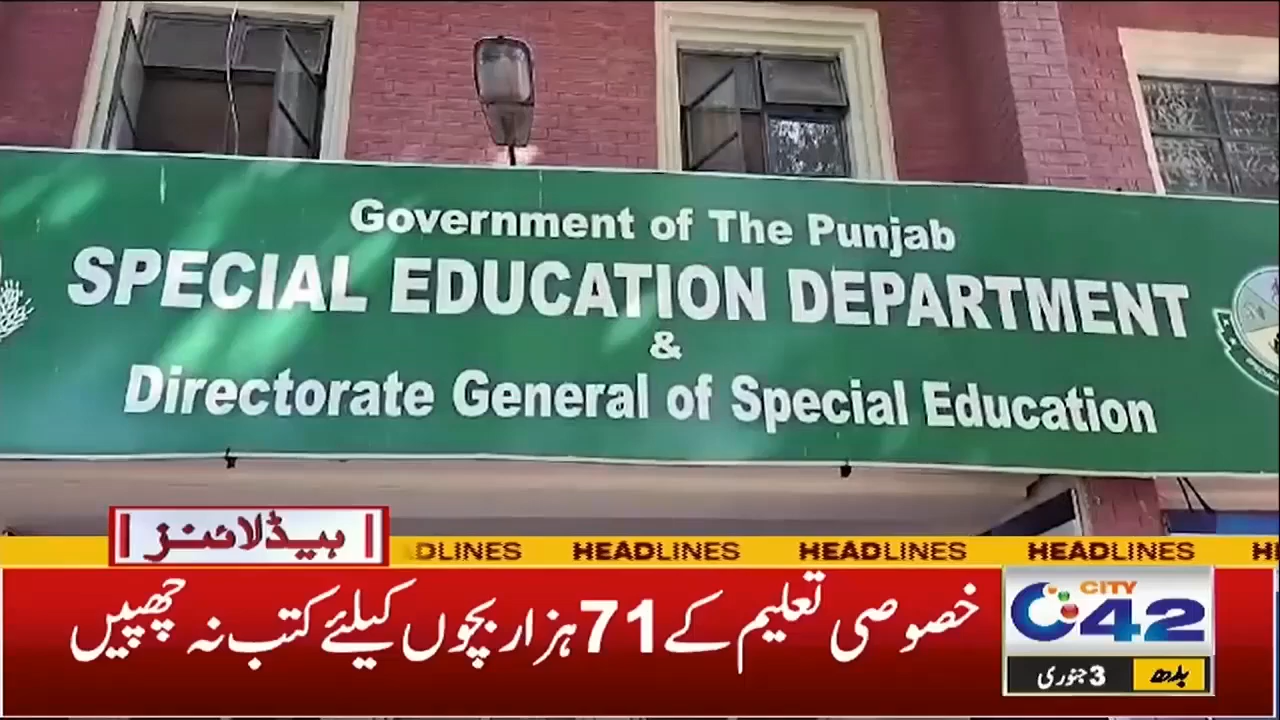 Government of The Punjab
SPECIAL EDUCATION DEPARTMENT
&
Directorate General of Special Education
ہیڈلائنز
DLINES HEADLINES HEADLINES HEADLINES H
خصوصی تعلیم کے 71 ہزار بچوں کیلئے کتب نہ چھپیں
CITY
42
بدھ 3 جنوری